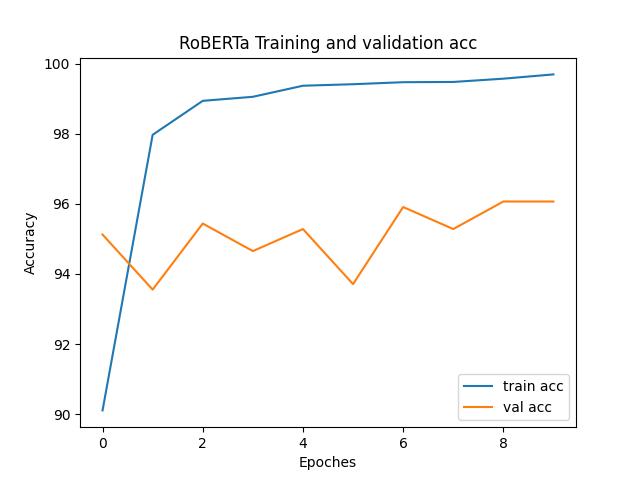 RoBERTa Training and validation acc
100
98
96
94
92
90
Accuracy
train acc
val acc
0 2 4 6 8
Epoches